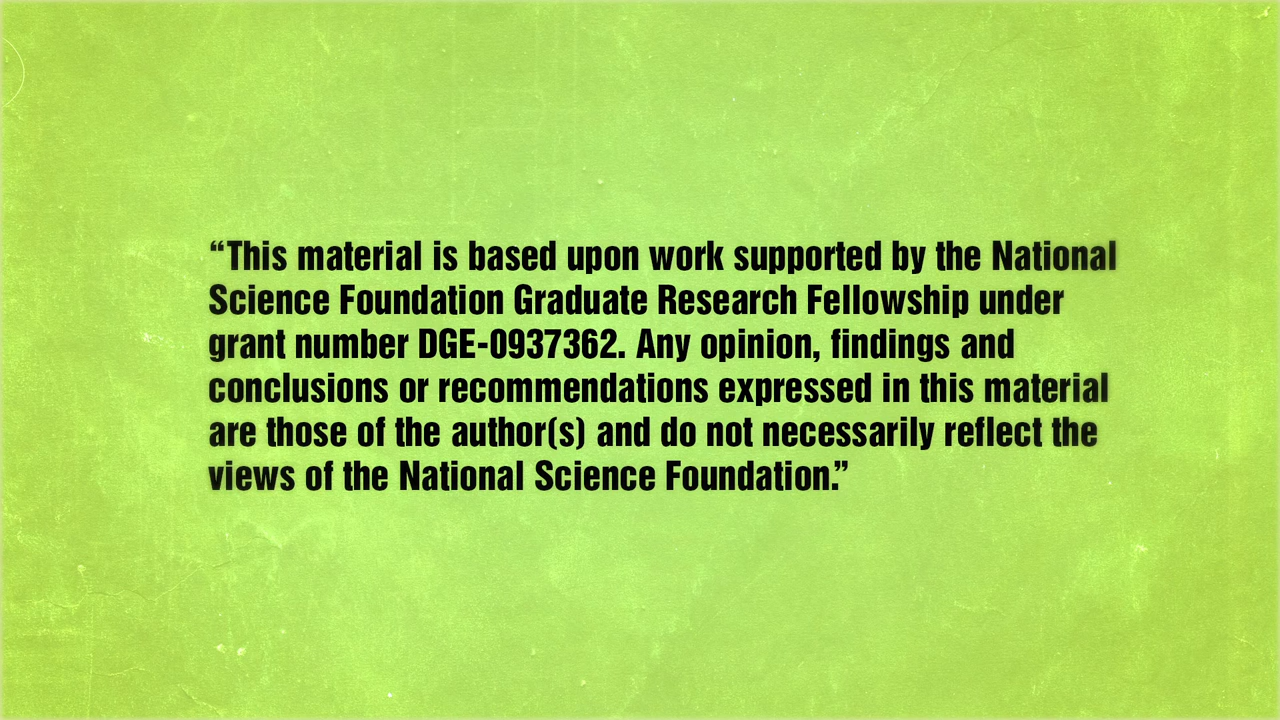 “This material is based upon work supported by the National
Science Foundation Graduate Research Fellowship under
grant number DGE-0937362. Any opinion, findings and
conclusions or recommendations expressed in this material
are those of the author(s) and do not necessarily reflect the
views of the National Science Foundation.”